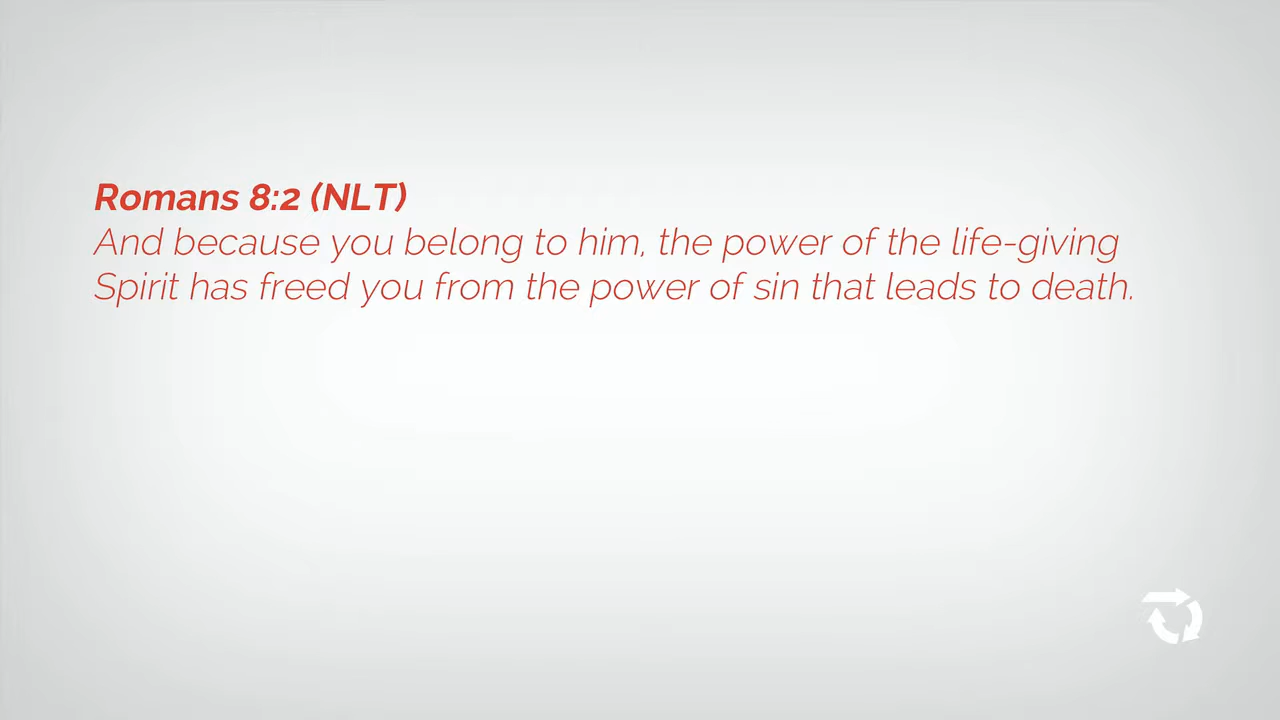 Romans 8:2 (NLT)
And because you belong to him, the power of the life-giving
Spirit has freed you from the power of sin that leads to death.